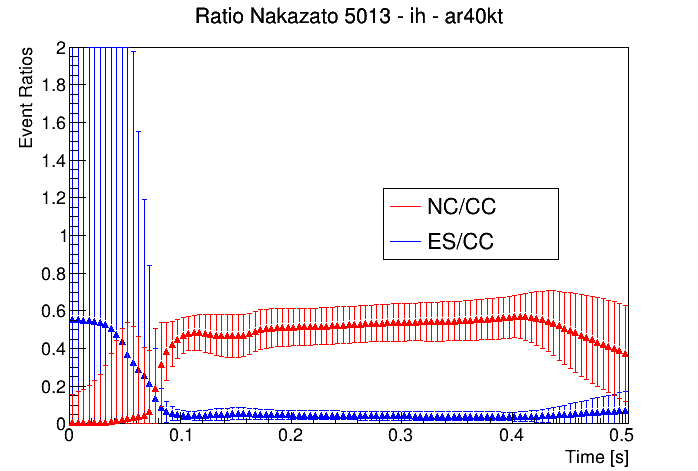 Ratio Nakazato 5013 - ih - ar40kt
Event Ratios
2
1.8
1.6
1.4
1.2
1
0.8
0.6
0.4
0.2
0
NC/CC
ES/CC
0 0.1 0.2 0.3 0.4 0.5
Time [s]